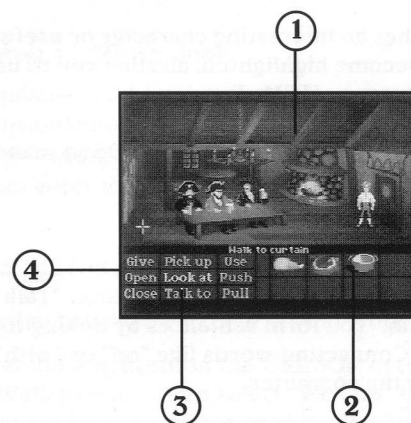 1
Walk to curtain
4
Give Pick up Use
Open Look at Push
Close Talk to Pull
3
2